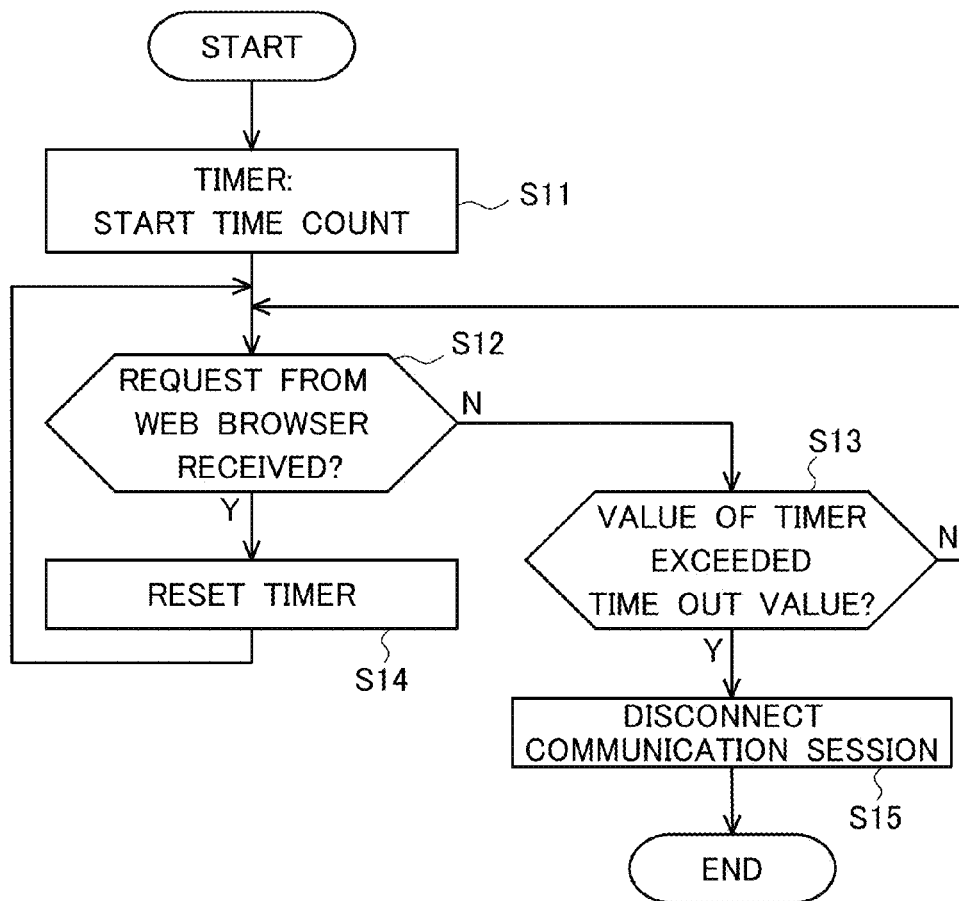 START
TIMER:
START TIME COUNT
S11
S12
REQUEST FROM
WEB BROWSER
RECEIVED?
N
Y
S13
VALUE OF TIMER
EXCEEDED
TIME OUT VALUE?
N
Y
RESET TIMER
S14
DISCONNECT
COMMUNICATION SESSION
S15
END